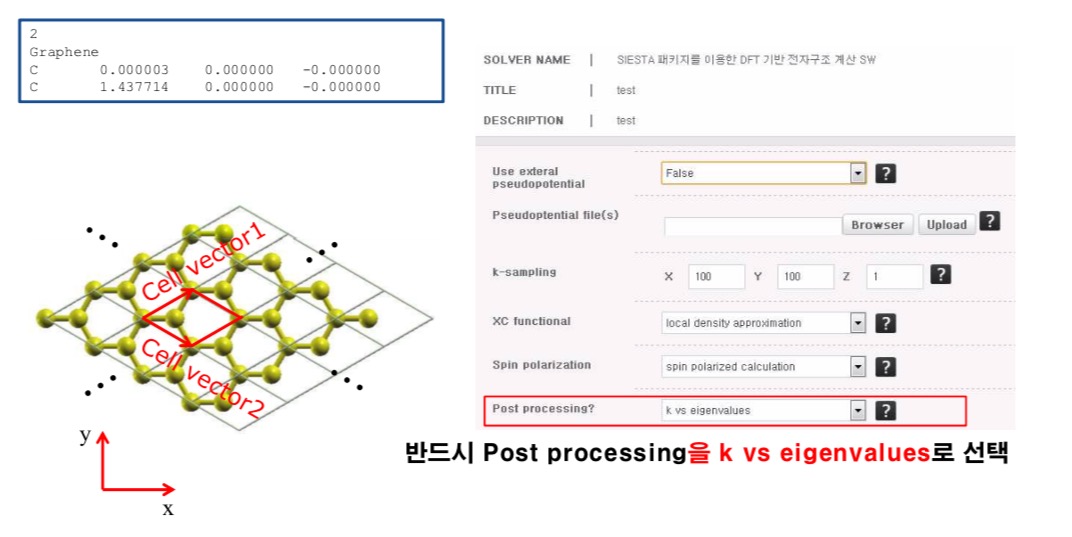 2
Graphene
C 0.000003 0.000000 -0.000000
C 1.437714 0.000000 -0.000000
SOLVER NAME | SIESTA 패키지를 이용한 DFT 기반 전자구조 계산 SW
TITLE | test
DESCRIPTION | test
Use exteral
pseudopotential
False
?
Pseudoptential file(s)
Browser
Upload
?
k-sampling
X 100 Y 100 Z 1
?
XC functional
local density approximation
?
Spin polarization
spin polarized calculation
?
Post processing?
k vs eigenvalues
?
Cell vector1
Cell vector2
y
x
반드시 Post processing을 k vs eigenvalues로 선택